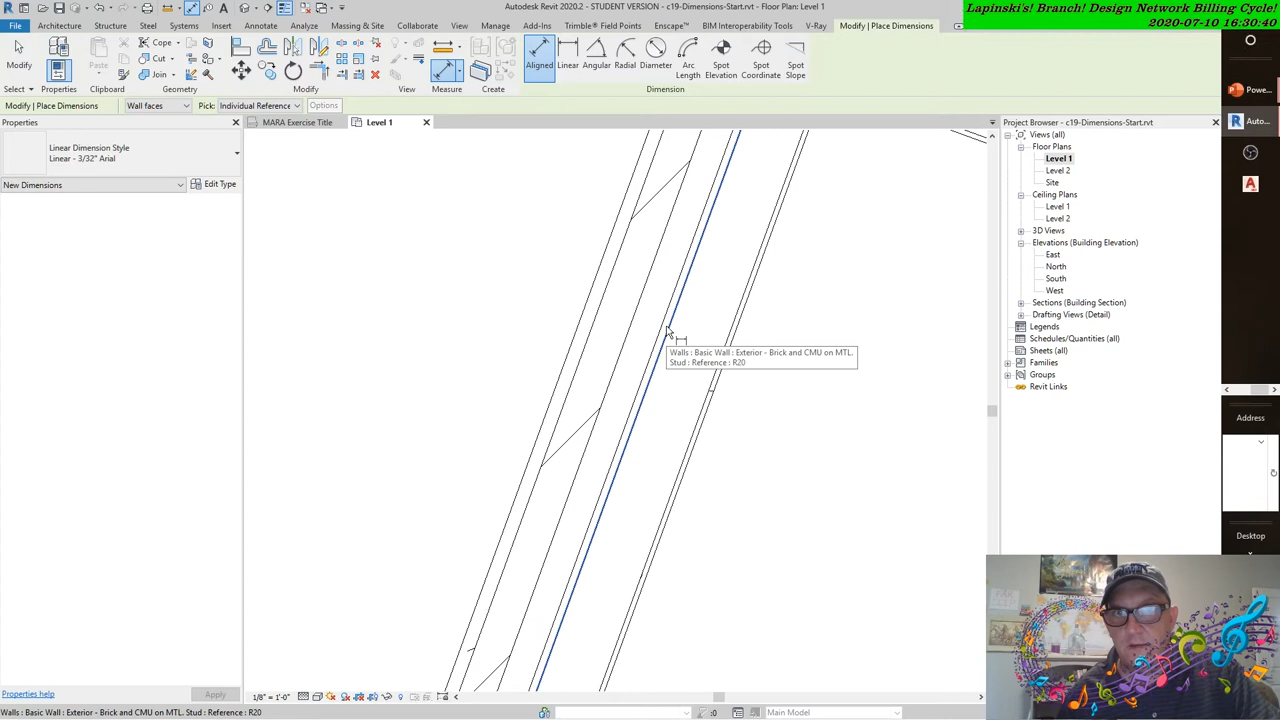 Autodesk Revit 2020.2 - STUDENT VERSION - c19-Dimensions-Start.rvt - Floor Plan: Level 1
Lapinski's! Branch! Design Network Billing Cycle!
2020-07-10 16:30:40
File Architecture Structure Steel Systems Insert Annotate Analyze Massing & Site Collaborate View Manage Add-Ins Trimble® Field Points Enscape™ BIM Interoperability Tools V-Ray Modify | Place Dimensions
Modify Paste Cope Cut Join Aligned Linear Angular Radial Diameter Arc Length Spot Elevation Spot Coordinate Spot Slope
Select Properties Clipboard Geometry Modify View Measure Create Dimension
Modify | Place Dimensions Wall faces Pick: Individual Reference Options
Properties
MARA Exercise Title
Level 1
Linear Dimension Style
Linear - 3/32" Arial
New Dimensions Edit Type
Walls : Basic Wall : Exterior - Brick and CMU on MTL.
Stud : Reference : R20
Project Browser - c19-Dimensions-Start.rvt
Views (all)
Floor Plans
Level 1
Level 2
Site
Ceiling Plans
Level 1
Level 2
3D Views
Elevations (Building Elevation)
East
North
South
West
Sections (Building Section)
Drafting Views (Detail)
Legends
Schedules/Quantities (all)
Sheets (all)
Families
Groups
Revit Links
Powe...
Auto...
Address
Desktop
Properties help Apply
1/8" = 1'-0"
Walls : Basic Wall : Exterior - Brick and CMU on MTL. Stud : Reference : R20
:0 Main Model